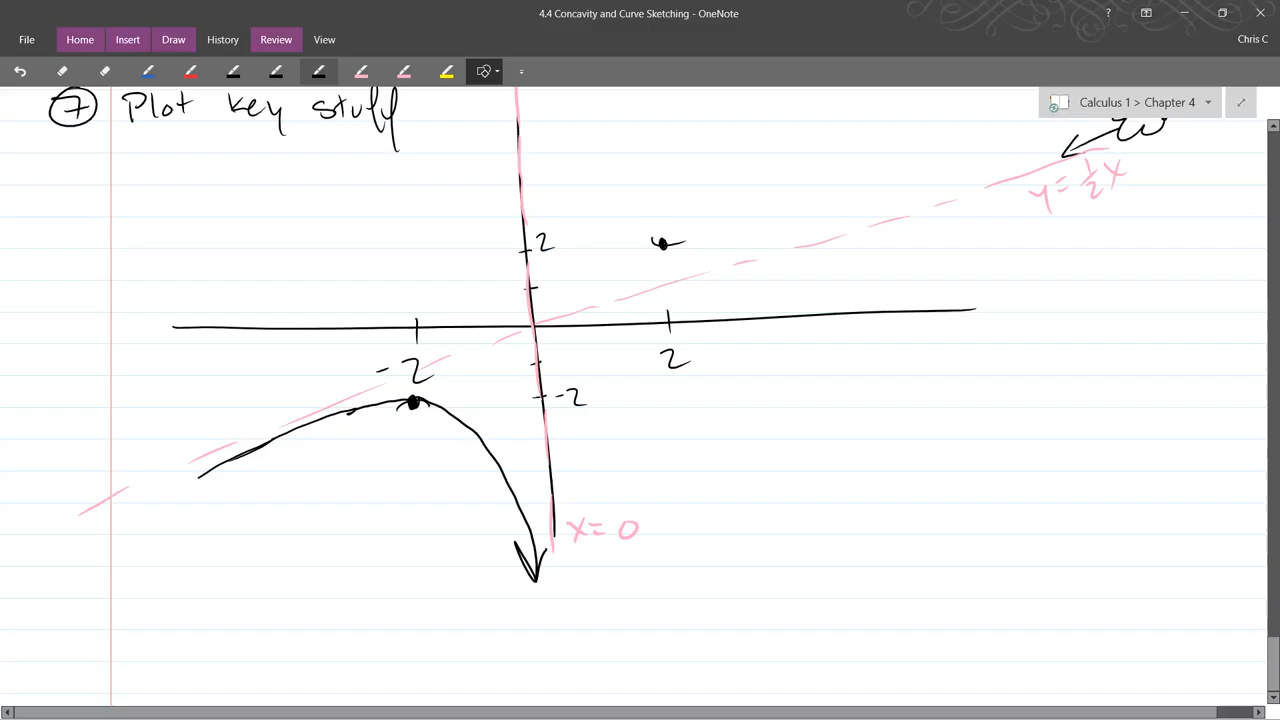 4.4 Concavity and Curve Sketching - OneNote
?
File Home Insert Draw History Review View
Chris C
Calculus 1 > Chapter 4
7 Plot key stuff
y = 1/2 x
2
-2
2
-2
x = 0